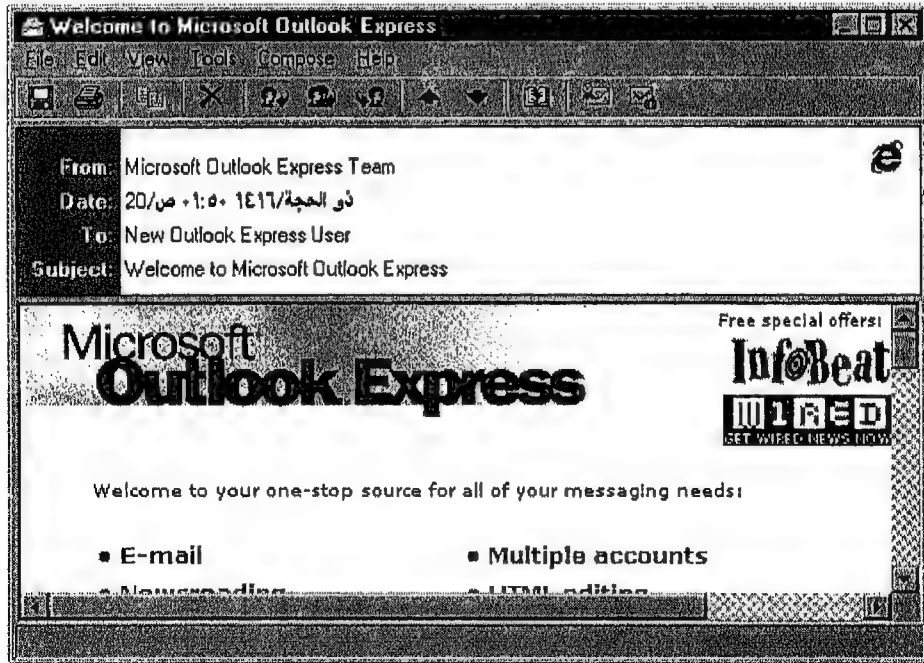 Welcome to Microsoft Outlook Express
File Edit View Tools Compose Help
From: Microsoft Outlook Express Team
Date: 20/ذو الحجة/١٤١٦ ٠١:٥٠ ص
To: New Outlook Express User
Subject: Welcome to Microsoft Outlook Express
Microsoft
Outlook Express
Free special offers:
InfoBeat
WIRED
GET WIRED NEWS NOW
Welcome to your one-stop source for all of your messaging needs:
• E-mail
• Multiple accounts
• Newsreading
• HTML editing